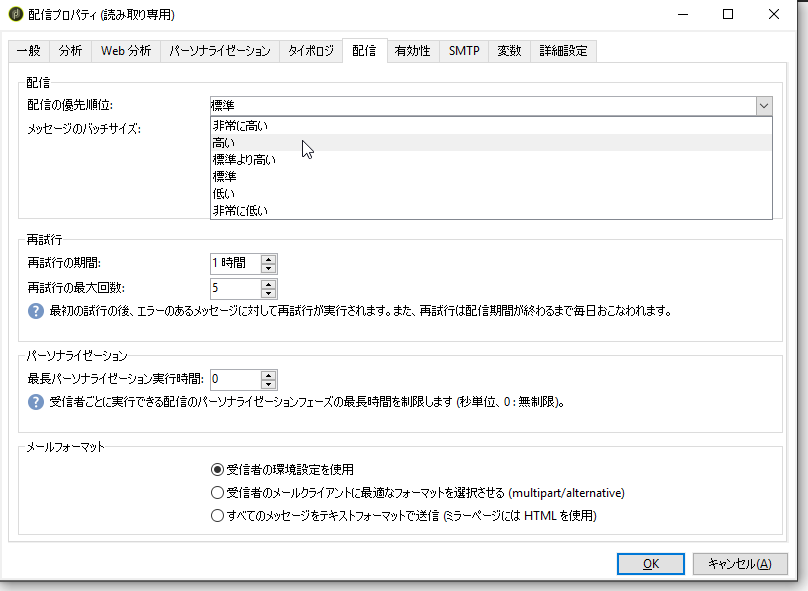 配信プロパティ (読み取り専用)
一般 分析 Web 分析 パーソナライゼーション タイポロジ 配信 有効性 SMTP 変数 詳細設定
配信
配信の優先順位: 標準
メッセージのバッチサイズ:
非常に高い
高い
標準より高い
標準
低い
非常に低い
再試行
再試行の期間: 1 時間
再試行の最大回数: 5
? 最初の試行の後、エラーのあるメッセージに対して再試行が実行されます。また、再試行は配信期間が終わるまで毎日おこなわれます。
パーソナライゼーション
最長パーソナライゼーション実行時間: 0
? 受信者ごとに実行できる配信のパーソナライゼーションフェーズの最長時間を制限します (秒単位、0 : 無制限)。
メールフォーマット
受信者の環境設定を使用
受信者のメールクライアントに最適なフォーマットを選択させる (multipart/alternative)
すべてのメッセージをテキストフォーマットで送信 (ミラーページには HTML を使用)
OK キャンセル(A)